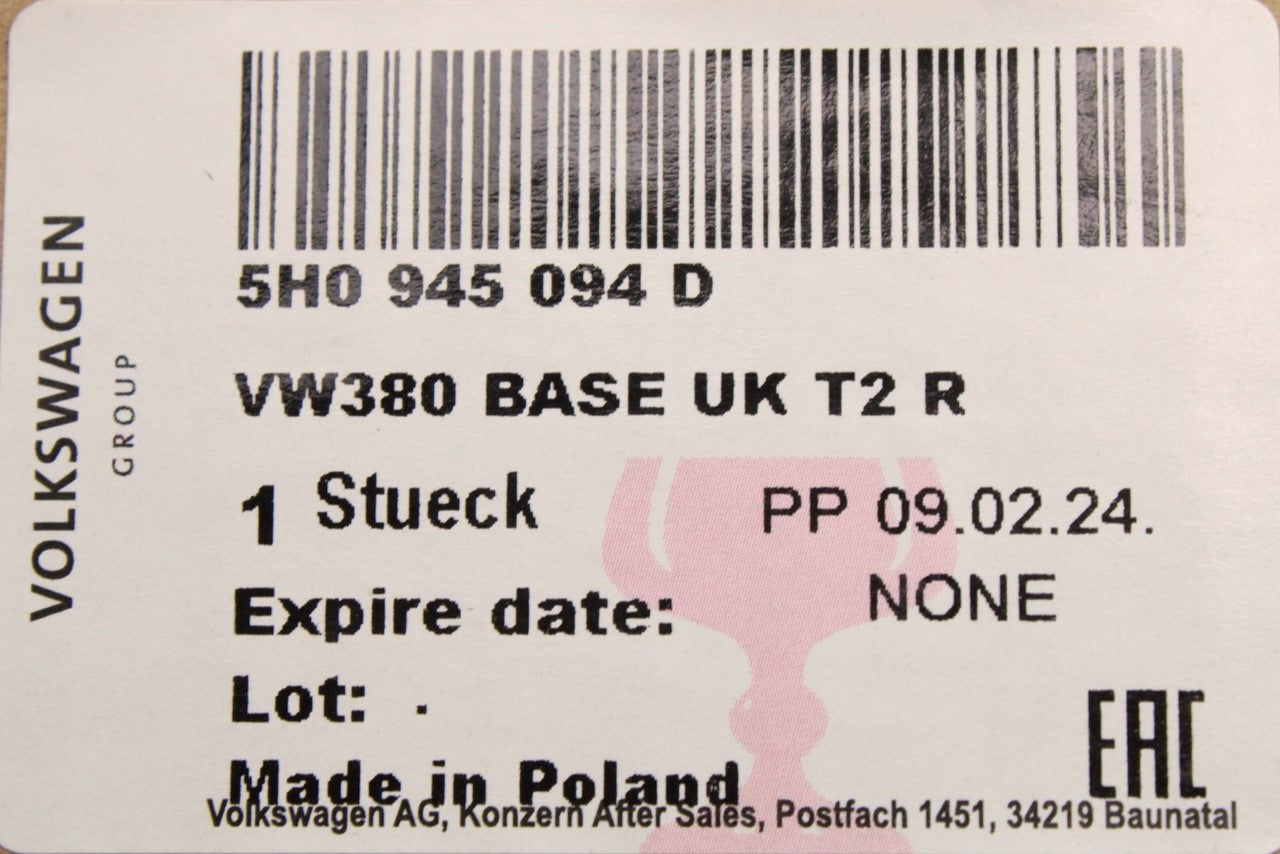 VOLKSWAGEN
GROUP
5H0 945 094 D
VW380 BASE UK T2 R
1 Stueck
PP 09.02.24.
Expire date:
NONE
Lot: .
Made in Poland
EAC
Volkswagen AG, Konzern After Sales, Postfach 1451, 34219 Baunatal